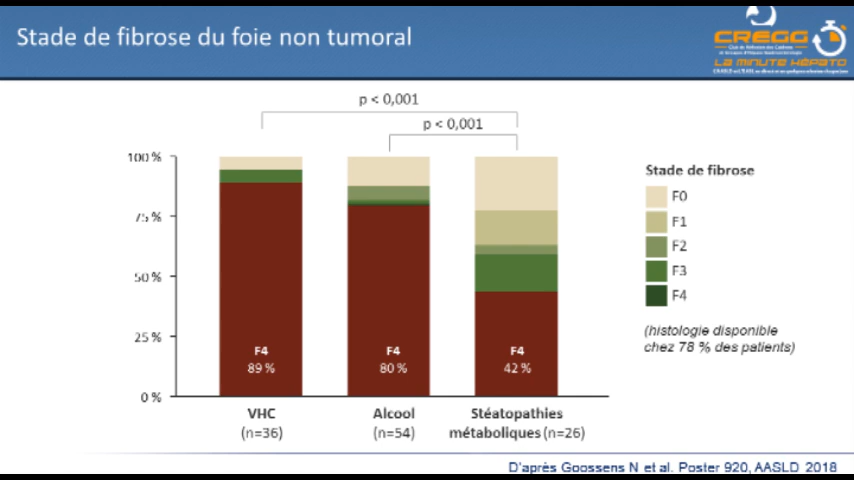 Stade de fibrose du foie non tumoral
CREGG
LA MINUTE HÉPATO
p < 0,001
p < 0,001
100 %
75 %
50 %
25 %
0 %
F4
89 %
F4
80 %
F4
42 %
VHC
(n=36)
Alcool
(n=54)
Stéatopathies
métaboliques (n=26)
Stade de fibrose
F0
F1
F2
F3
F4
(histologie disponible
chez 78 % des patients)
D'après Goossens N et al. Poster 920, AASLD 2018